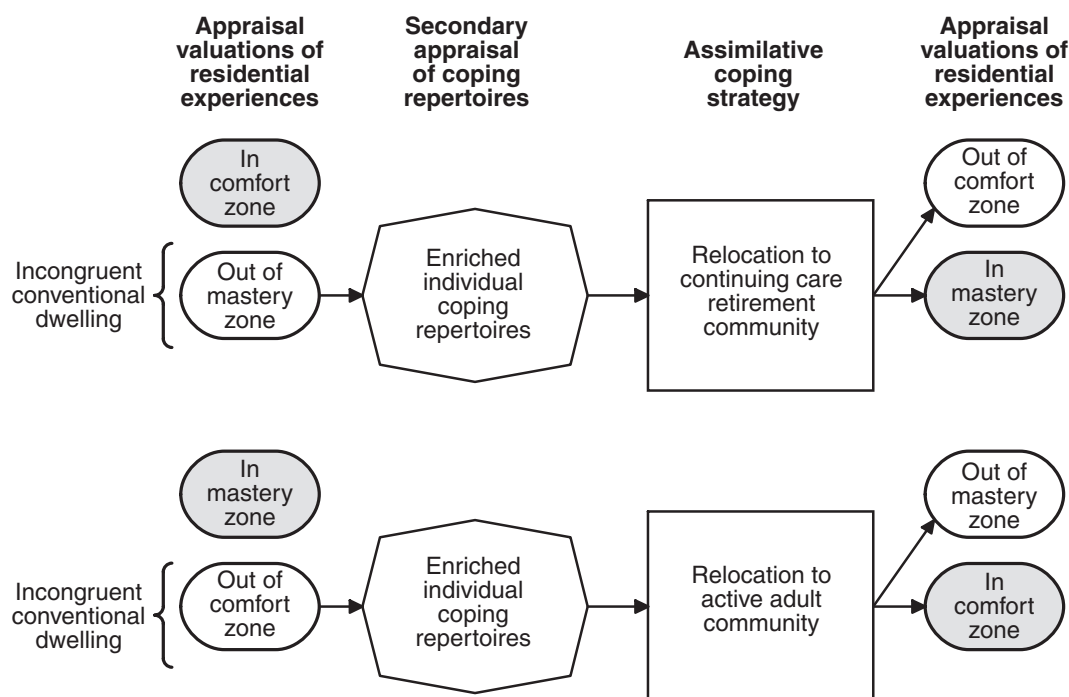 Appraisal
valuations of
residential
experiences
Secondary
appraisal
of coping
repertoires
Assimilative
coping
strategy
Appraisal
valuations of
residential
experiences
In
comfort
zone
Incongruent
conventional
dwelling
Out of
mastery
zone
Enriched
individual
coping
repertoires
Relocation to
continuing care
retirement
community
Out of
comfort
zone
In
mastery
zone
In
mastery
zone
Incongruent
conventional
dwelling
Out of
comfort
zone
Enriched
individual
coping
repertoires
Relocation to
active adult
community
Out of
mastery
zone
In
comfort
zone